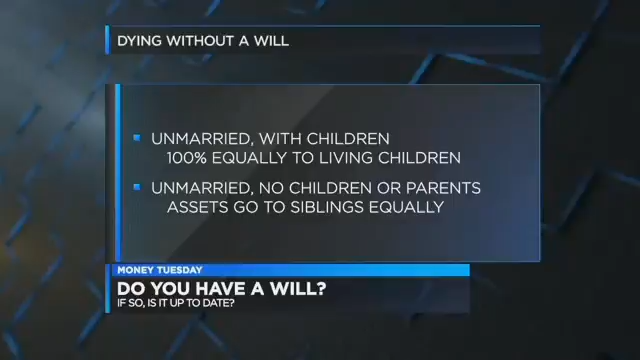 DYING WITHOUT A WILL
UNMARRIED, WITH CHILDREN
100% EQUALLY TO LIVING CHILDREN
UNMARRIED, NO CHILDREN OR PARENTS
ASSETS GO TO SIBLINGS EQUALLY
MONEY TUESDAY
DO YOU HAVE A WILL?
IF SO, IS IT UP TO DATE?